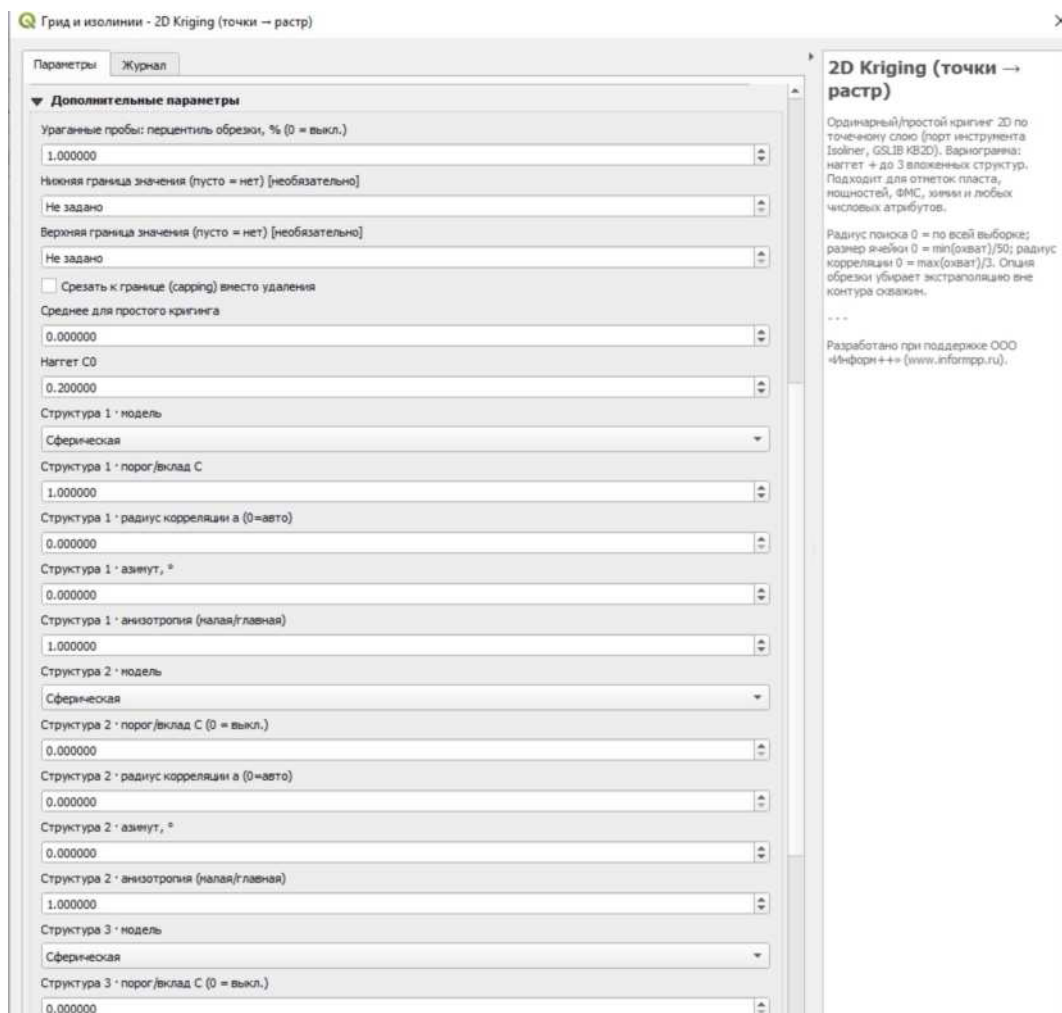 Грид и изолинии - 2D Kriging (точки → растр)
Параметры
Журнал
Дополнительные параметры
Ураганные пробы: перцентиль обрезки, % (0 = выкл.)
1.000000
Нижняя граница значения (пусто = нет) [необязательно]
Не задано
Верхняя граница значения (пусто = нет) [необязательно]
Не задано
Срезать к границе (capping) вместо удаления
Среднее для простого кригинга
0.000000
Наггет C0
0.200000
Структура 1 · модель
Сферическая
Структура 1 · порог/вклад C
1.000000
Структура 1 · радиус корреляции a (0=авто)
0.000000
Структура 1 · азимут, °
0.000000
Структура 1 · анизотропия (малая/главная)
1.000000
Структура 2 · модель
Сферическая
Структура 2 · порог/вклад C (0 = выкл.)
0.000000
Структура 2 · радиус корреляции a (0=авто)
0.000000
Структура 2 · азимут, °
0.000000
Структура 2 · анизотропия (малая/главная)
1.000000
Структура 3 · модель
Сферическая
Структура 3 · порог/вклад C (0 = выкл.)
0.000000
2D Kriging (точки →
растр)
Ординарный/простой кригинг 2D по
точечному слою (порт инструмента
Isoliner, GSLIB KB2D). Вариограмма:
наггет + до 3 вложенных структур.
Подходит для отметок пласта,
мощностей, ФМС, химии и любых
числовых атрибутов.
Радиус поиска 0 = по всей выборке;
размер ячейки 0 = min(охват)/50; радиус
корреляции 0 = max(охват)/3. Опция
обрезки убирает экстраполяцию вне
контура скважин.
- - -
Разработано при поддержке ООО
«Информ++» (www.informpp.ru).